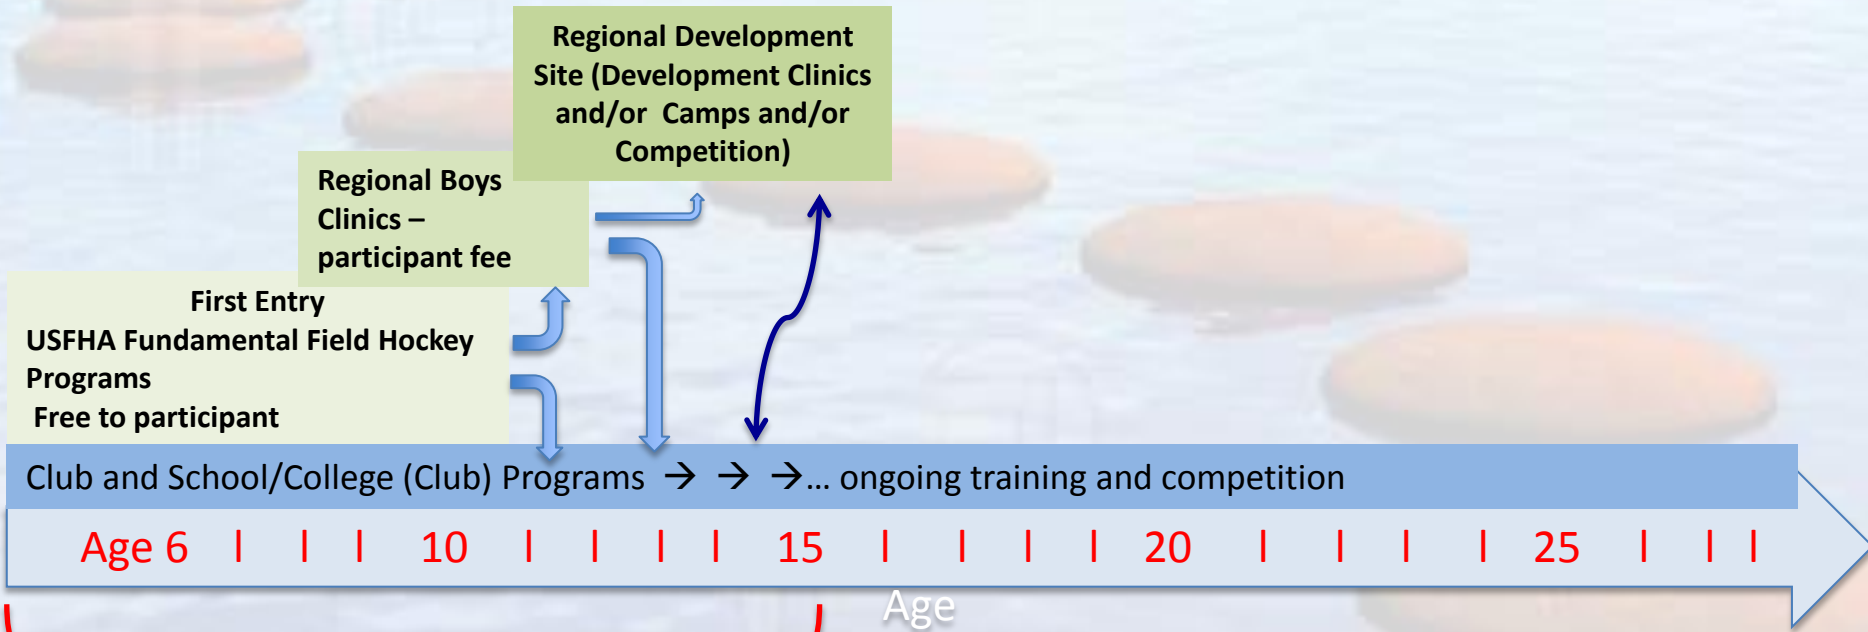 Regional Development
Site (Development Clinics
and/or Camps and/or
Competition)
Regional Boys
Clinics –
participant fee
First Entry
USFHA Fundamental Field Hockey
Programs
Free to participant
Club and School/College (Club) Programs → → →... ongoing training and competition
Age 6 | | | 10 | | | | 15 | | | | 20 | | | | 25 | | |
Age